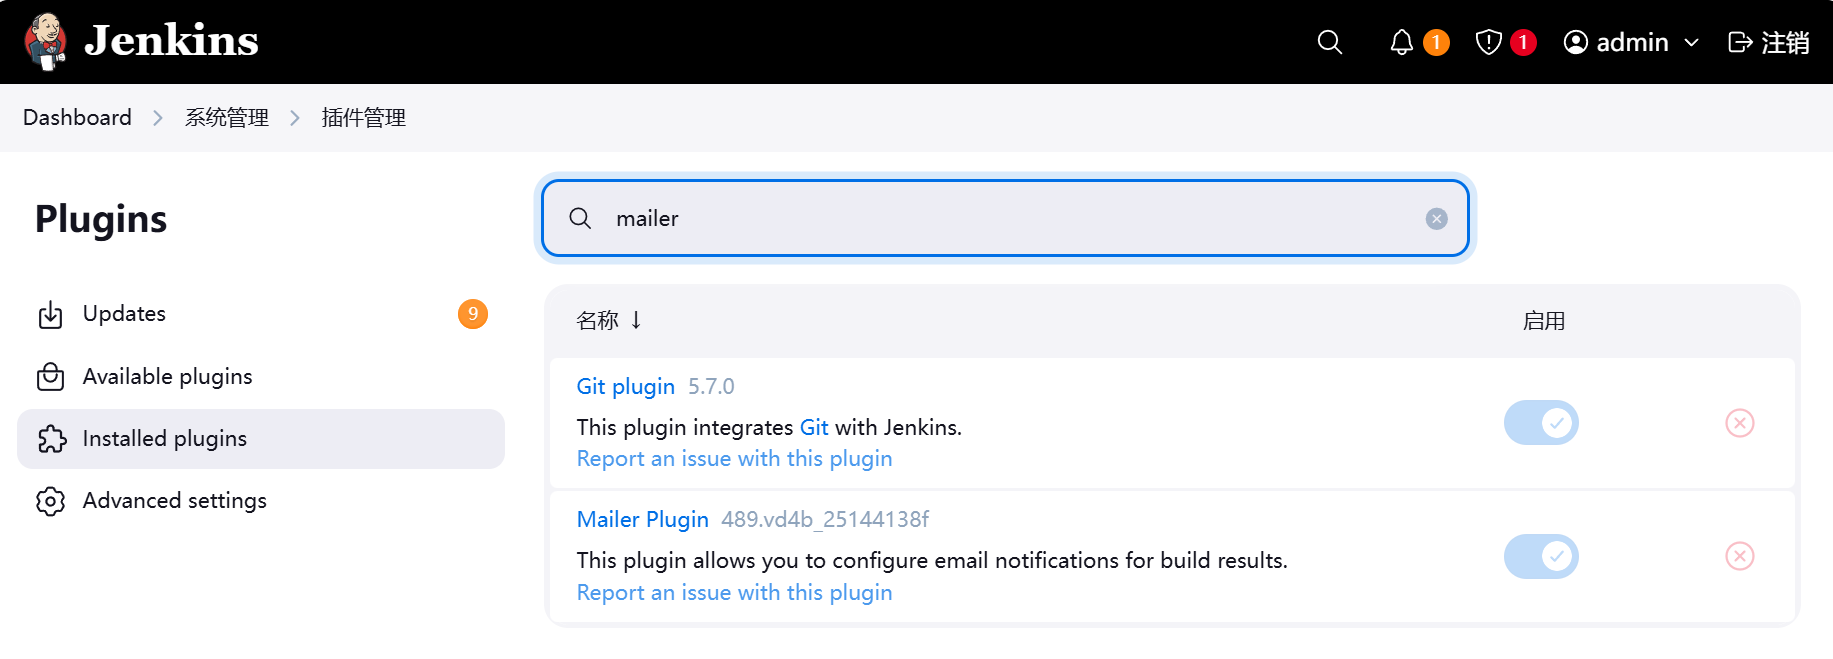 Jenkins
1
1
admin
注销
Dashboard
系统管理
插件管理
Plugins
Updates
9
Available plugins
Installed plugins
Advanced settings
mailer
名称 ↓
启用
Git plugin 5.7.0
This plugin integrates Git with Jenkins.
Report an issue with this plugin
Mailer Plugin 489.vd4b_25144138f
This plugin allows you to configure email notifications for build results.
Report an issue with this plugin